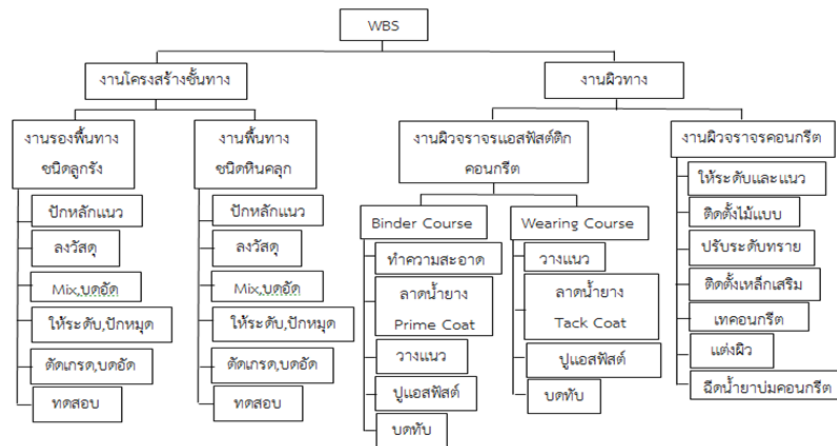 WBS
งานโครงสร้างชั้นทาง
งานผิวทาง
งานรองพื้นทาง
ชนิดลูกรัง
งานพื้นทาง
ชนิดหินคลุก
งานผิวจราจรแอสฟัสต์ติก
คอนกรีต
งานผิวจราจรคอนกรีต
ปักหลักแนว
ลงวัสดุ
Mix,บดอัด
ให้ระดับ,ปักหมุด
ตัดเกรด,บดอัด
ทดสอบ
ปักหลักแนว
ลงวัสดุ
Mix,บดอัด
ให้ระดับ,ปักหมุด
ตัดเกรด,บดอัด
ทดสอบ
Binder Course
ทำความสะอาด
ลาดน้ำยาง
Prime Coat
วางแนว
ปูแอสฟัสต์
บดทับ
Wearing Course
วางแนว
ลาดน้ำยาง
Tack Coat
ปูแอสฟัสต์
บดทับ
ให้ระดับและแนว
ติดตั้งไม้แบบ
ปรับระดับทราย
ติดตั้งเหล็กเสริม
เทคอนกรีต
แต่งผิว
ฉีดน้ำยาบ่มคอนกรีต